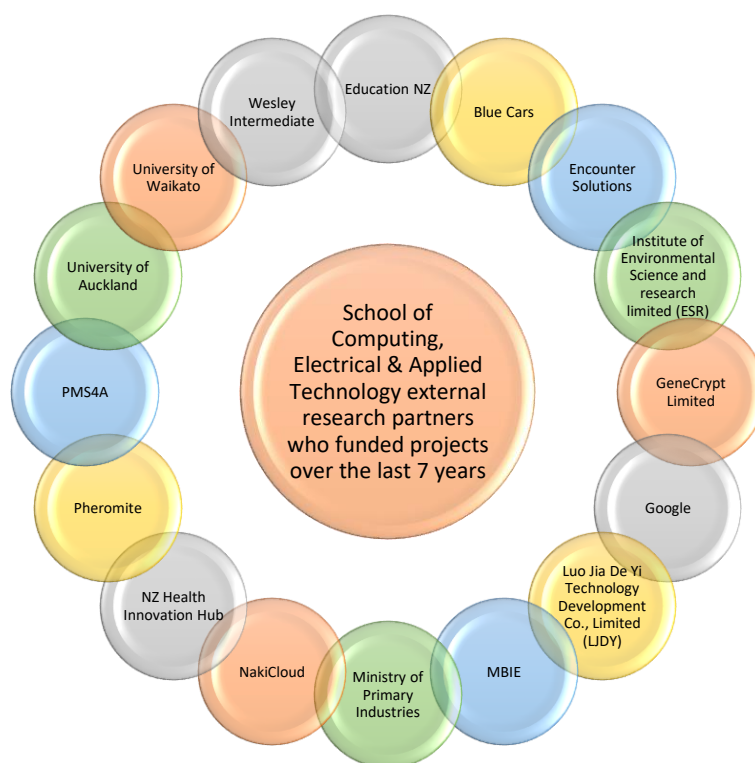 Education NZ
Blue Cars
Encounter
Solutions
Institute of
Environmental
Science and
research
limited (ESR)
GeneCrypt
Limited
Google
Luo Jia De Yi
Technology
Development
Co., Limited
(LJDY)
MBIE
Ministry of
Primary
Industries
NakiCloud
NZ Health
Innovation Hub
Pheromite
PMS4A
University of
Auckland
University of
Waikato
Wesley
Intermediate
School of
Computing,
Electrical & Applied
Technology external
research partners
who funded projects
over the last 7 years